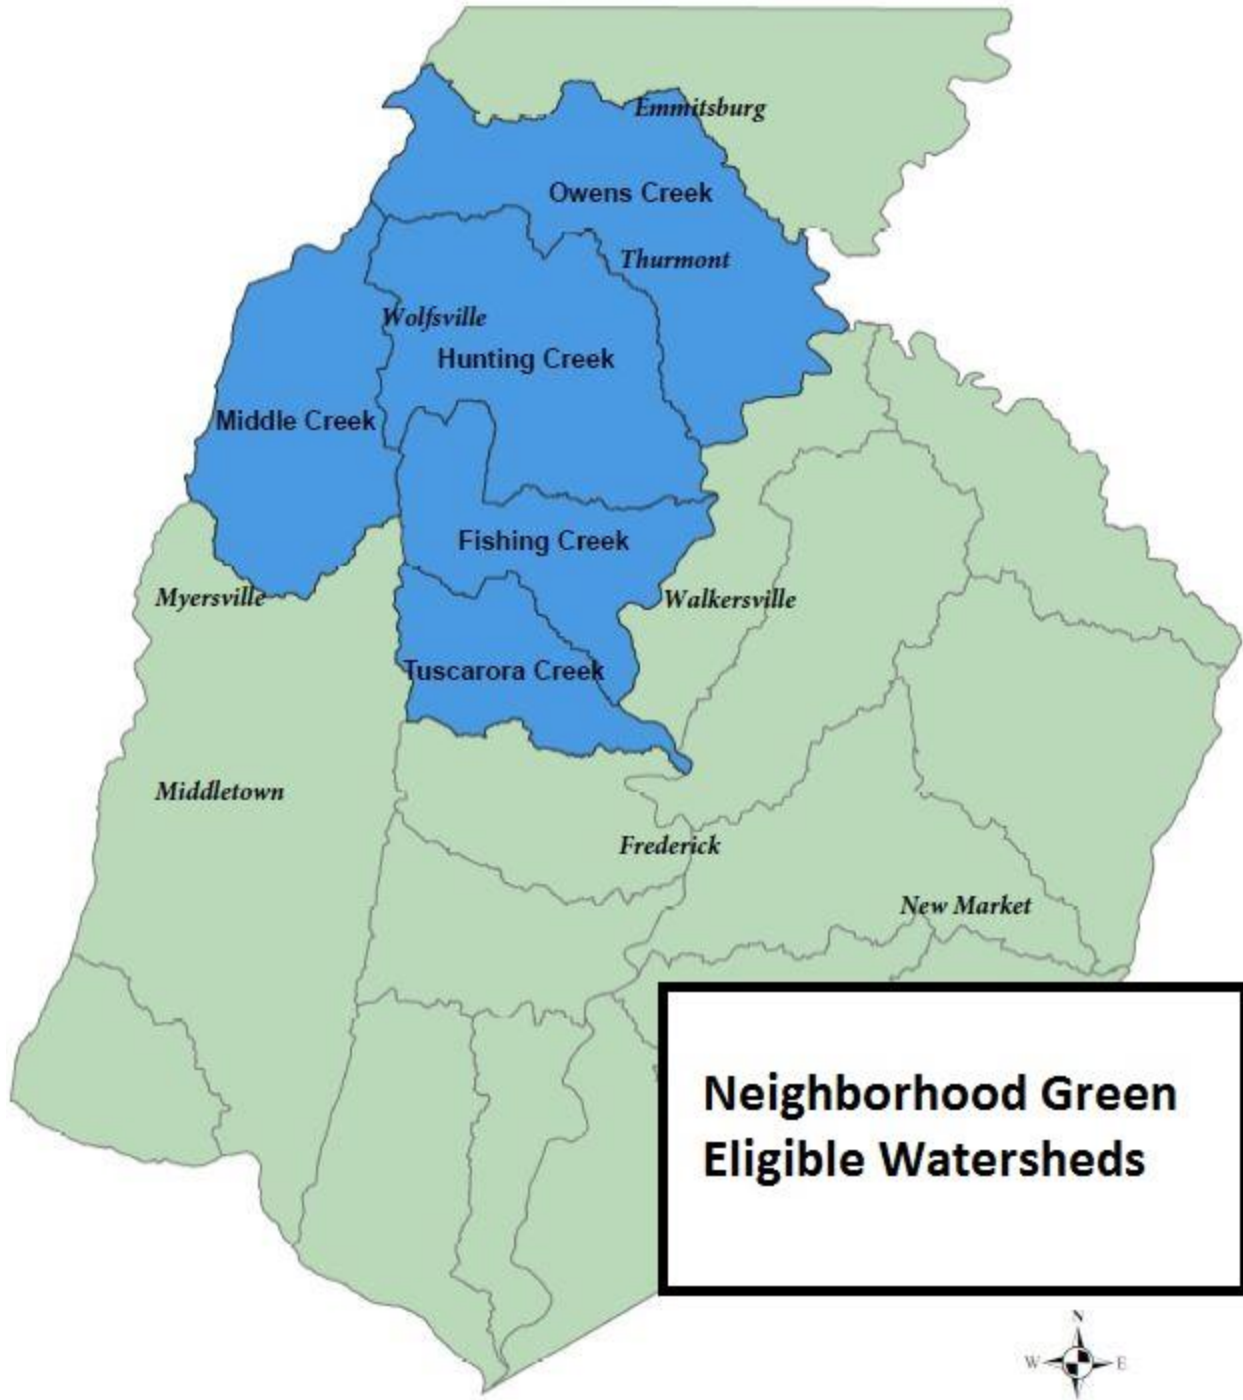 Emmitsburg
Owens Creek
Thurmont
Wolfsville
Hunting Creek
Middle Creek
Fishing Creek
Myersville
Walkersville
Tuscarora Creek
Middletown
Frederick
New Market
Neighborhood Green
Eligible Watersheds
N
W E
S